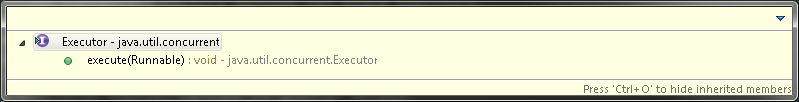 Executor - java.util.concurrent
execute(Runnable) : void - java.util.concurrent.Executor
Press 'Ctrl+O' to hide inherited members